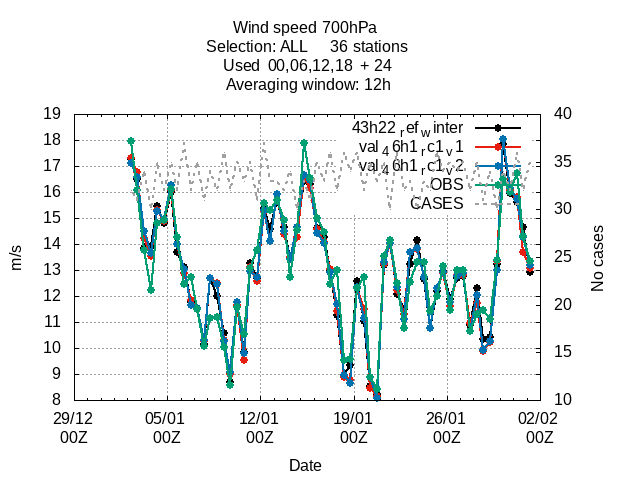 Wind speed 700hPa
Selection: ALL 36 stations
Used 00,06,12,18 + 24
Averaging window: 12h
19 40
43h22ref_winter
18
val_46h1_rc1_v1
17 35
val_46h1_rc1_v2
OBS
16
CASES
15 30
14
13 25
m/s No cases
12 20
11
10 15
9
8 10
29/12 05/01 12/01 19/01 26/01 02/02
00Z 00Z 00Z 00Z 00Z 00Z
Date